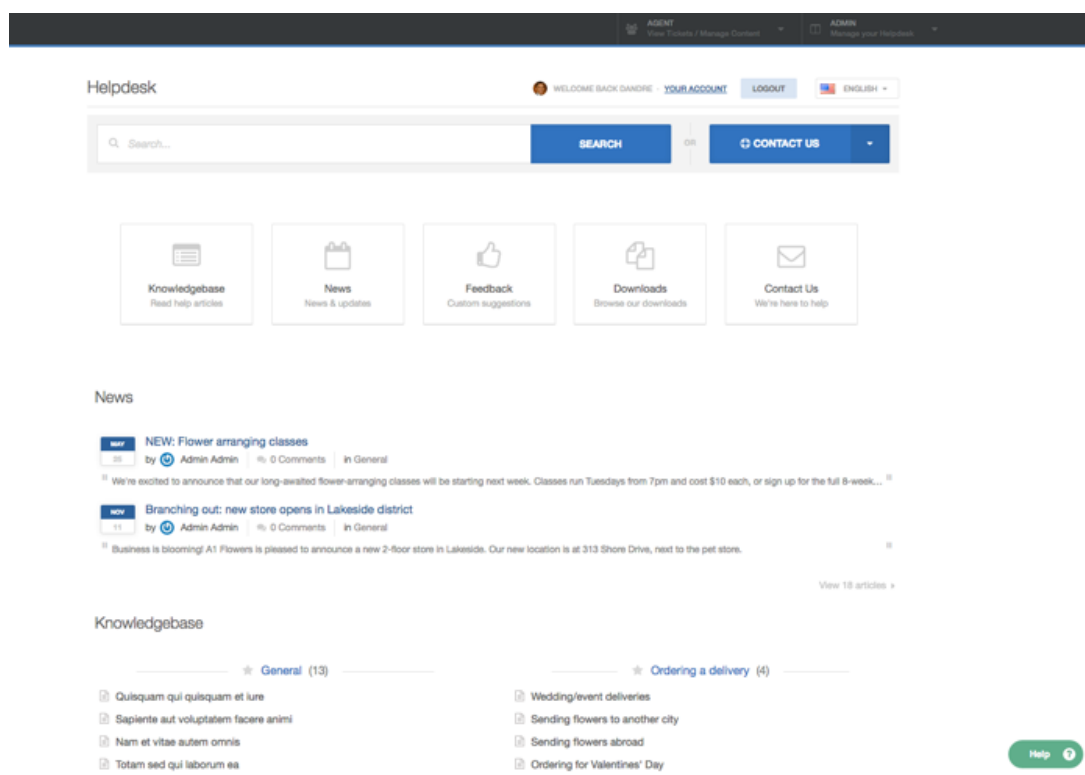 AGENT
View Tickets / Manage Content
ADMIN
Manage your Helpdesk
Helpdesk
WELCOME BACK DANDRE - YOUR ACCOUNT
LOGOUT
ENGLISH
Search...
SEARCH
OR
CONTACT US
Knowledgebase
Read help articles
News
News & updates
Feedback
Custom suggestions
Downloads
Browse our downloads
Contact Us
We're here to help
News
MAY
NEW: Flower arranging classes
by Admin Admin 0 Comments in General
"We're excited to announce that our long-awaited flower-arranging classes will be starting next week. Classes run Tuesdays from 7pm and cost $10 each, or sign up for the full 8-week... "
NOV
11
Branching out: new store opens in Lakeside district
by Admin Admin 0 Comments in General
" Business is blooming! A1 Flowers is pleased to announce a new 2-floor store in Lakeside. Our new location is at 313 Shore Drive, next to the pet store. "
View 18 articles »
Knowledgebase
General (13)
Quisquam qui quisquam et iure
Sapiente aut voluptatem facere animi
Nam et vitae autem omnis
Totam sed qui laborum ea
Ordering a delivery (4)
Wedding/event deliveries
Sending flowers to another city
Sending flowers abroad
Ordering for Valentines' Day
Help ?